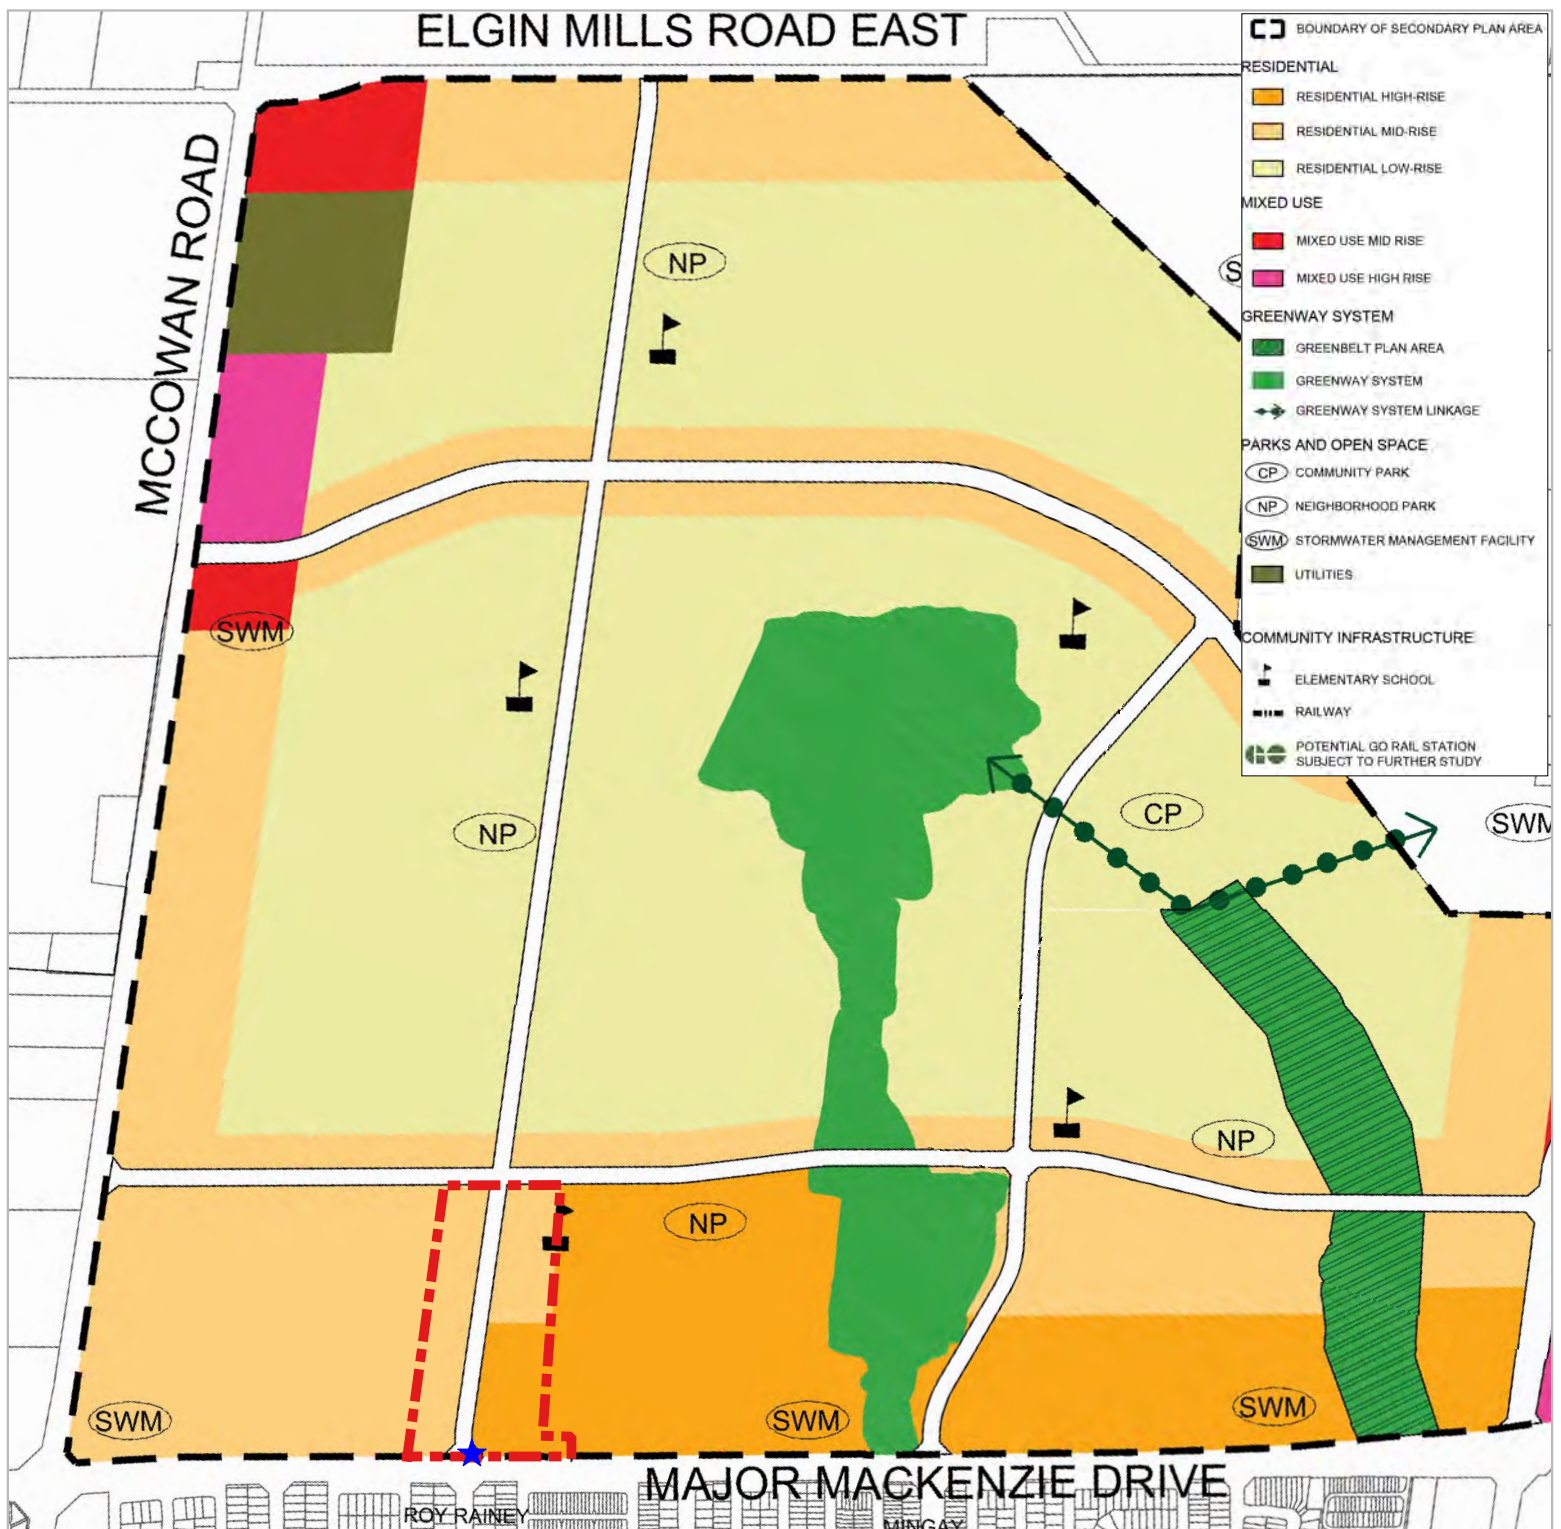 ELGIN MILLS ROAD EAST
MCCOWAN ROAD
BOUNDARY OF SECONDARY PLAN AREA
RESIDENTIAL
RESIDENTIAL HIGH-RISE
RESIDENTIAL MID-RISE
RESIDENTIAL LOW-RISE
MIXED USE
MIXED USE MID RISE
MIXED USE HIGH RISE
GREENWAY SYSTEM
GREENBELT PLAN AREA
GREENWAY SYSTEM
GREENWAY SYSTEM LINKAGE
PARKS AND OPEN SPACE
CP COMMUNITY PARK
NP NEIGHBORHOOD PARK
SWM STORMWATER MANAGEMENT FACILITY
UTILITIES
COMMUNITY INFRASTRUCTURE
ELEMENTARY SCHOOL
RAILWAY
POTENTIAL GO RAIL STATION
SUBJECT TO FURTHER STUDY
NP
S
SWM
NP
CP
SWM
NP
NP
SWM
SWM
SWM
MAJOR MACKENZIE DRIVE
ROY RAINEY
MINGAY